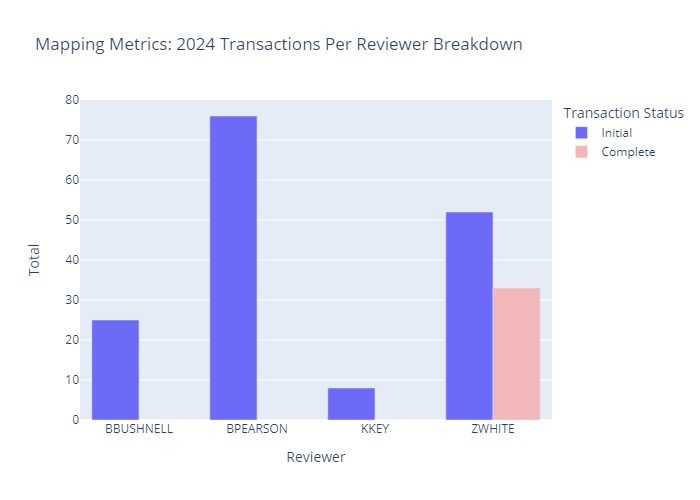 Mapping Metrics: 2024 Transactions Per Reviewer Breakdown
Transaction Status
Initial
Complete
80
70
60
50
40
30
20
10
0
Total
BBUSHNELL BPEARSON KKEY ZWHITE
Reviewer